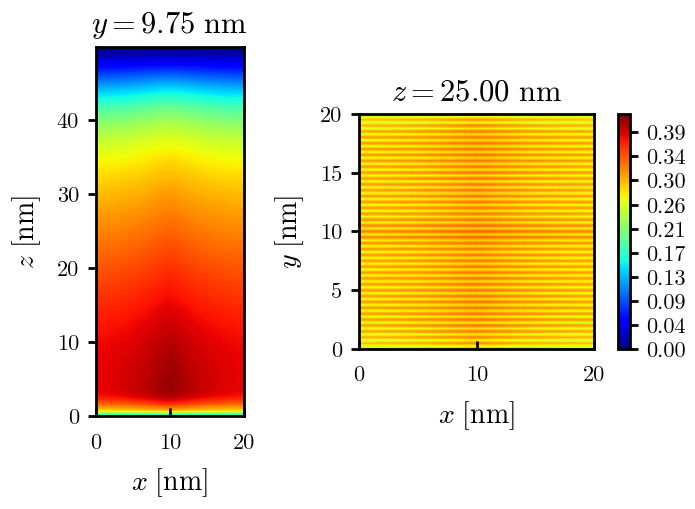 y = 9.75 nm
40
30
20
10
0
z [nm]
0 10 20
x [nm]
z = 25.00 nm
20
15
10
5
0
y [nm]
0 10 20
x [nm]
0.39
0.34
0.30
0.26
0.21
0.17
0.13
0.09
0.04
0.00